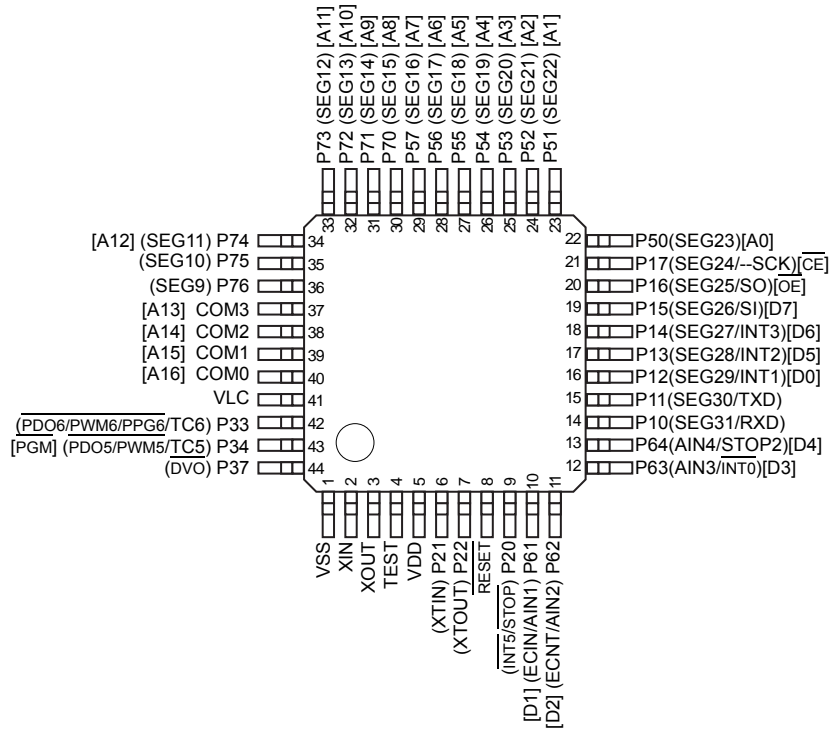 P73 (SEG12) [A11]
P72 (SEG13) [A10]
P71 (SEG14) [A9]
P70 (SEG15) [A8]
P57 (SEG16) [A7]
P56 (SEG17) [A6]
P55 (SEG18) [A5]
P54 (SEG19) [A4]
P53 (SEG20) [A3]
P52 (SEG21) [A2]
P51 (SEG22) [A1]
33
32
31
30
29
28
27
26
25
24
23
[A12] (SEG11) P74 34
(SEG10) P75 35
(SEG9) P76 36
[A13] COM3 37
[A14] COM2 38
[A15] COM1 39
[A16] COM0 40
VLC 41
(PDO6/PWM6/PPG6/TC6) P33 42
[PGM] (PDO5/PWM5/TC5) P34 43
(DVO) P37 44
22 P50(SEG23)[A0]
21 P17(SEG24/--SCK)[CE]
20 P16(SEG25/SO)[OE]
19 P15(SEG26/SI)[D7]
18 P14(SEG27/INT3)[D6]
17 P13(SEG28/INT2)[D5]
16 P12(SEG29/INT1)[D0]
15 P11(SEG30/TXD)
14 P10(SEG31/RXD)
13 P64(AIN4/STOP2)[D4]
12 P63(AIN3/INT0)[D3]
1
2
3
4
5
6
7
8
9
10
11
VSS
XIN
XOUT
TEST
VDD
(XTIN) P21
(XTOUT) P22
RESET
(INT5/STOP) P20
[D1] (ECIN/AIN1) P61
[D2] (ECNT/AIN2) P62